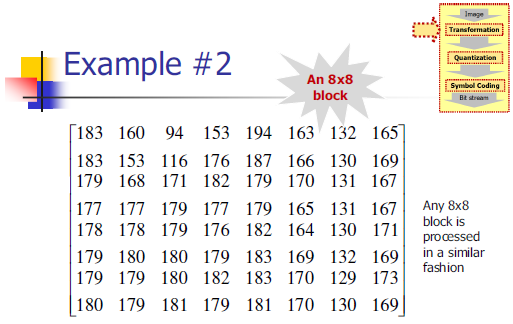 Image
Transformation
Quantization
Symbol Coding
Bit stream
Example #2
An 8x8
block
183 160 94 153 194 163 132 165
183 153 116 176 187 166 130 169
179 168 171 182 179 170 131 167
177 177 179 177 179 165 131 167
178 178 179 176 182 164 130 171
179 180 180 179 183 169 132 169
179 179 180 182 183 170 129 173
180 179 181 179 181 170 130 169
Any 8x8
block is
processed
in a similar
fashion